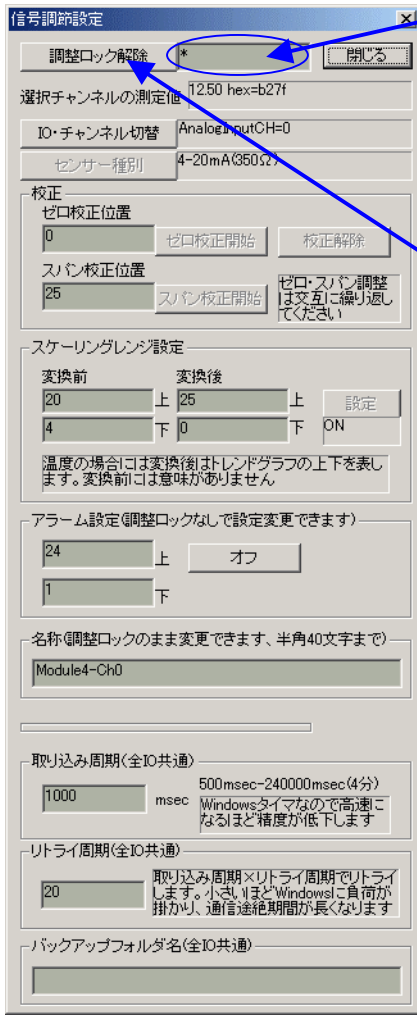 信号調節設定
調整ロック解除 * 閉じる
選択チャンネルの測定値 12.50 hex=b27f
IO・チャンネル切替 AnalogInputCH=0
センサー種別 4-20mA(350Ω)
校正
ゼロ校正位置
0 ゼロ校正開始 校正解除
スパン校正位置
25 スパン校正開始 ゼロ・スパン調整
は交互に繰り返し
てください
スケーリングレンジ設定
変換前 変換後
20 上 25 上 設定
4 下 0 下 ON
温度の場合には変換後はトレンドグラフの上下を表し
ます。変換前には意味がありません
アラーム設定(調整ロックなしで設定変更できます)
24 上 オフ
1 下
名称(調整ロックのまま変更できます、半角40文字まで)
Module4-Ch0
取り込み周期(全IO共通)
1000 msec 500msec-240000msec(4分)
Windowsタイマなので高速に
なるほど精度が低下します
リトライ周期(全IO共通)
20 取り込み周期×リトライ周期でリトライ
します。小さいほどWindowsに負荷が
掛かり、通信途絶期間が長くなります
バックアップフォルダ名(全IO共通)